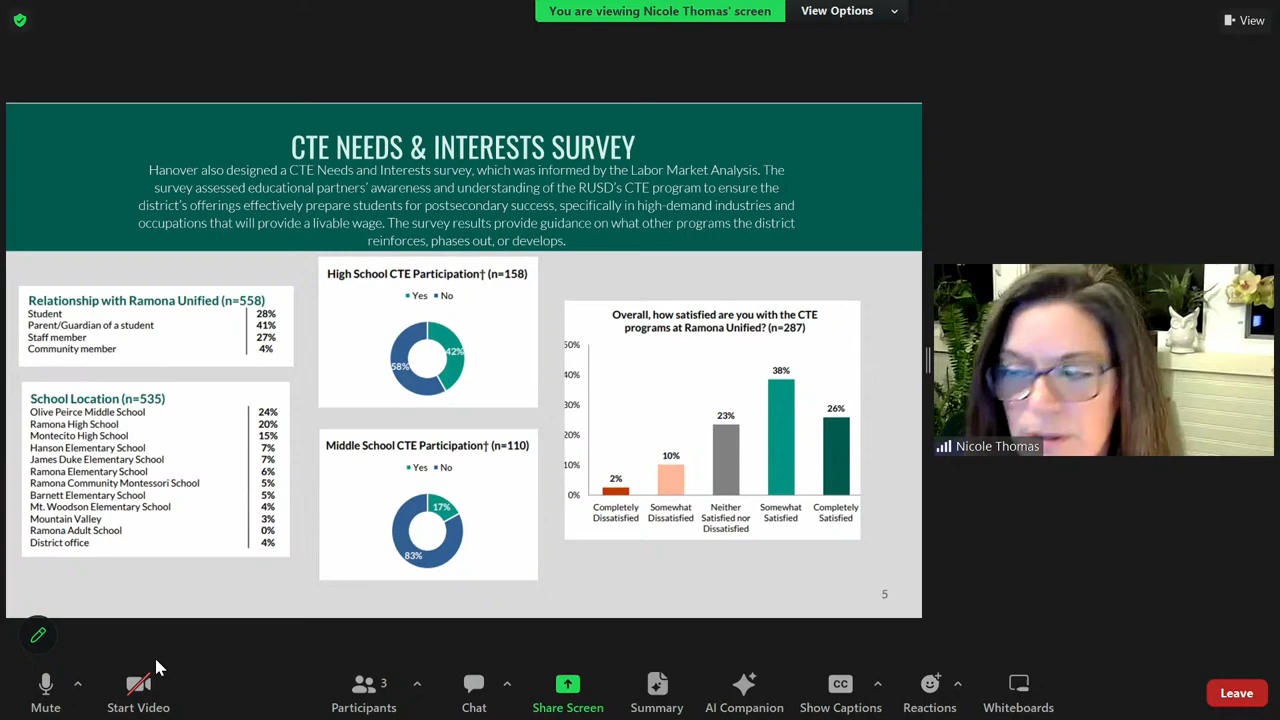 You are viewing Nicole Thomas' screen
View Options
View
CTE NEEDS & INTERESTS SURVEY
Hanover also designed a CTE Needs and Interests survey, which was informed by the Labor Market Analysis. The
survey assessed educational partners' awareness and understanding of the RUSD's CTE program to ensure the
district's offerings effectively prepare students for postsecondary success, specifically in high-demand industries and
occupations that will provide a livable wage. The survey results provide guidance on what other programs the district
reinforces, phases out, or develops.
Relationship with Ramona Unified (n=558)
Student 28%
Parent/Guardian of a student 41%
Staff member 27%
Community member 4%
School Location (n=535)
Olive Peirce Middle School 24%
Ramona High School 20%
Montecito High School 15%
Hanson Elementary School 7%
James Duke Elementary School 7%
Ramona Elementary School 6%
Ramona Community Montessori School 5%
Barnett Elementary School 5%
Mt. Woodson Elementary School 4%
Mountain Valley 3%
Ramona Adult School 0%
District office 4%
High School CTE Participation† (n=158)
Yes No
42%
58%
Middle School CTE Participation† (n=110)
Yes No
17%
83%
Overall, how satisfied are you with the CTE
programs at Ramona Unified? (n=287)
50%
40%
30%
20%
10%
0%
2%
10%
23%
38%
26%
Completely
Dissatisfied
Somewhat
Dissatisfied
Neither
Satisfied nor
Dissatisfied
Somewhat
Satisfied
Completely
Satisfied
5
Nicole Thomas
Mute
Start Video
3
Participants
Chat
Share Screen
Summary
AI Companion
CC
Show Captions
Reactions
Whiteboards
Leave